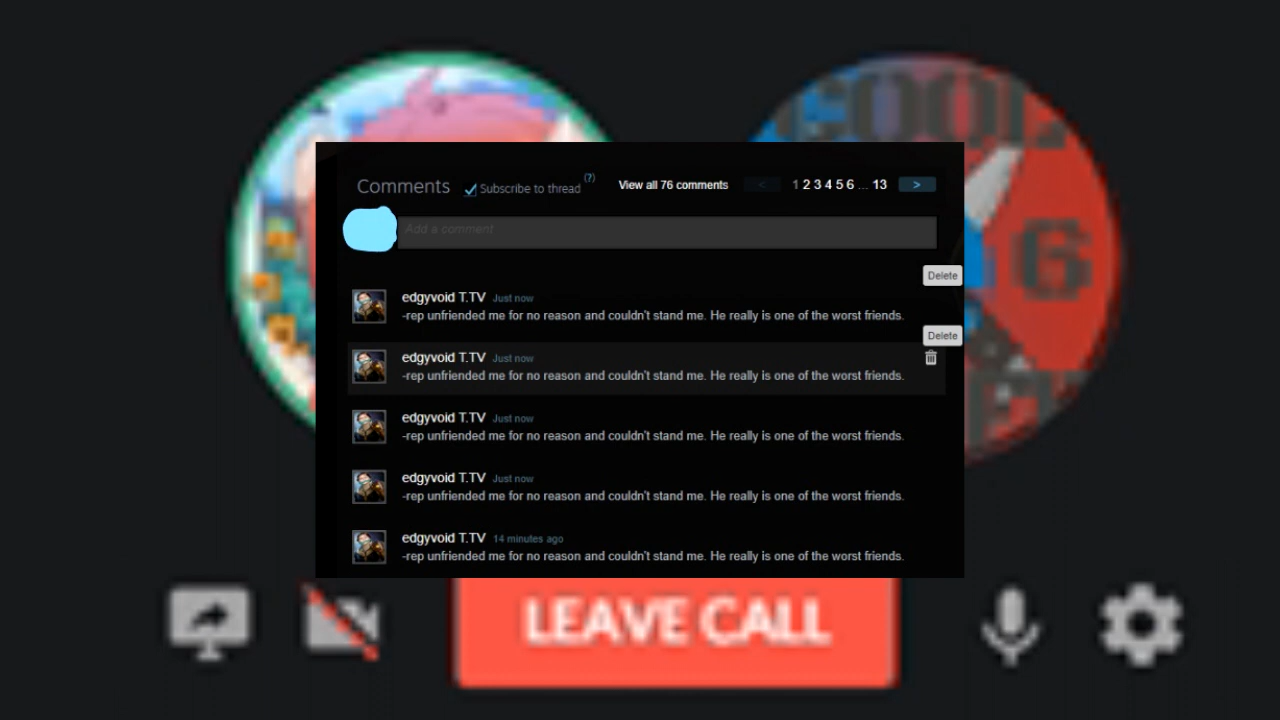 COOL
6
Comments Subscribe to thread (?) View all 76 comments < 1 2 3 4 5 6 ... 13 >
Add a comment
Delete
edgyvoid T.TV Just now
-rep unfriended me for no reason and couldn't stand me. He really is one of the worst friends.
Delete
edgyvoid T.TV Just now
-rep unfriended me for no reason and couldn't stand me. He really is one of the worst friends.
edgyvoid T.TV Just now
-rep unfriended me for no reason and couldn't stand me. He really is one of the worst friends.
edgyvoid T.TV Just now
-rep unfriended me for no reason and couldn't stand me. He really is one of the worst friends.
edgyvoid T.TV 14 minutes ago
-rep unfriended me for no reason and couldn't stand me. He really is one of the worst friends.
LEAVE CALL